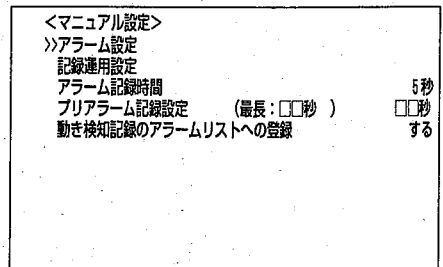 <マニュアル設定>
>>アラーム設定
記録運用設定
アラーム記録時間 5秒
プリアラーム記録設定 (最長:□□秒 ) □□秒
動き検知記録のアラームリストへの登録 する